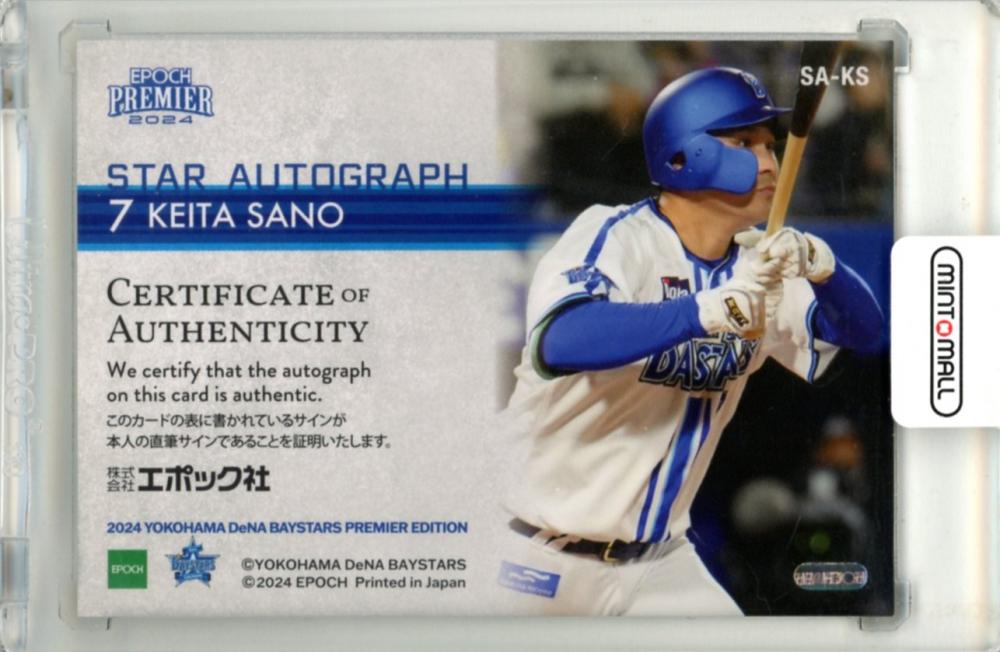 EPOCH
PREMIER
2024
SA-KS
STAR AUTOGRAPH
7 KEITA SANO
CERTIFICATE OF
AUTHENTICITY
We certify that the autograph
on this card is authentic.
このカードの表に書かれているサインが
本人の直筆サインであることを証明いたします。
株式会社エポック社
2024 YOKOHAMA DeNA BAYSTARS PREMIER EDITION
EPOCH
©YOKOHAMA DeNA BAYSTARS
©2024 EPOCH Printed in Japan
MINT MALL